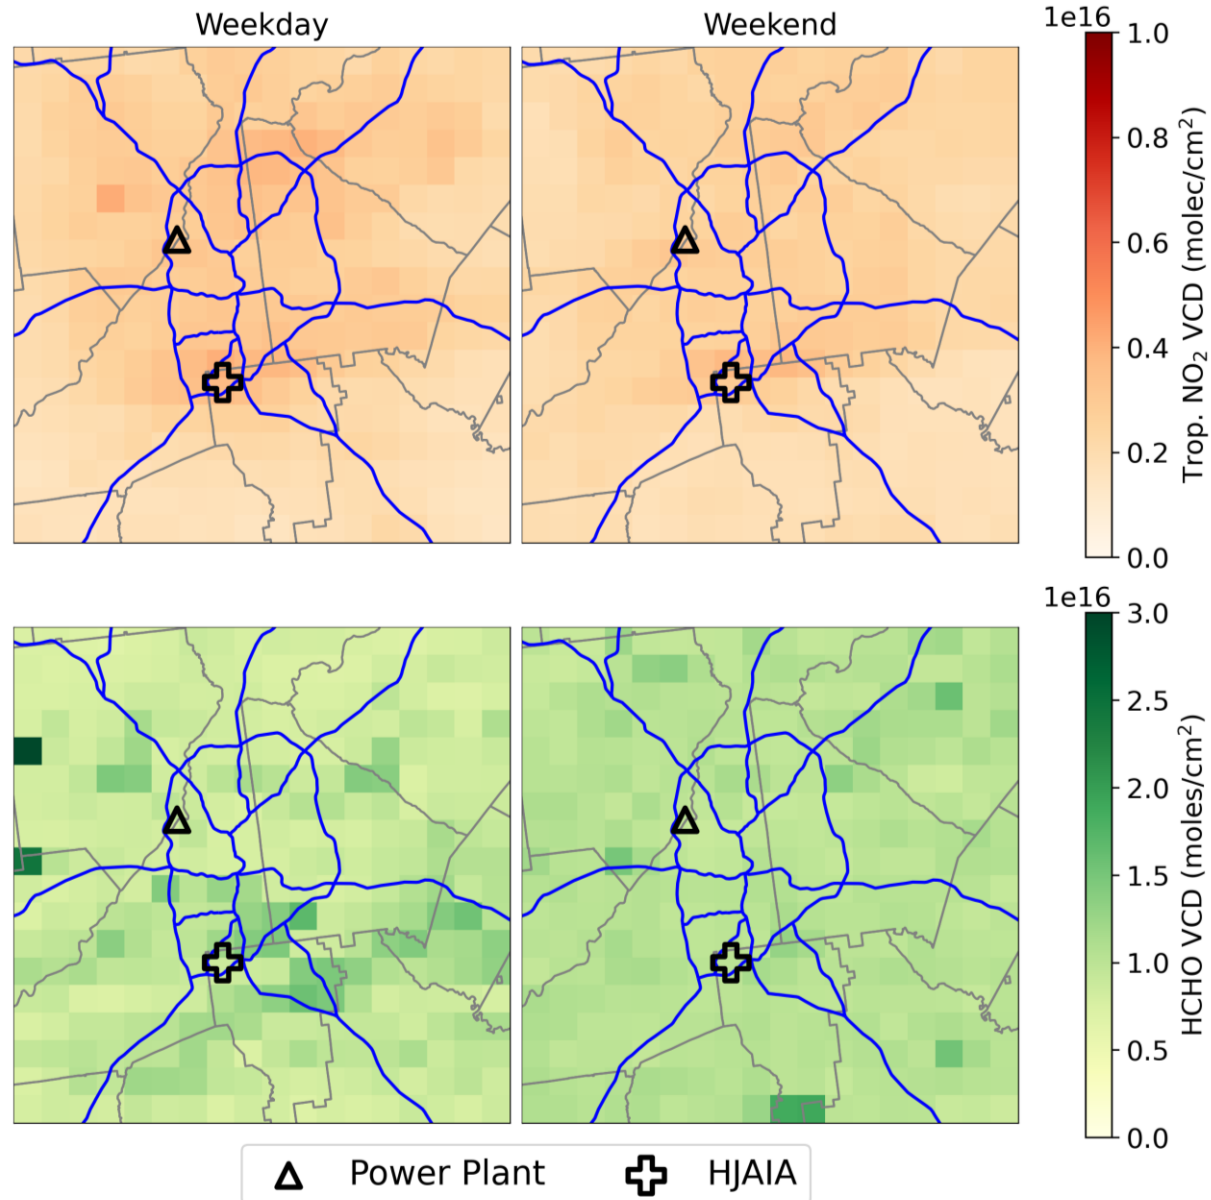 Weekday
Weekend
1e16
1.0
0.8
0.6
0.4
0.2
0.0
Trop. NO₂ VCD (molec/cm²)
1e16
3.0
2.5
2.0
1.5
1.0
0.5
0.0
HCHO VCD (moles/cm²)
Power Plant
HJAIA